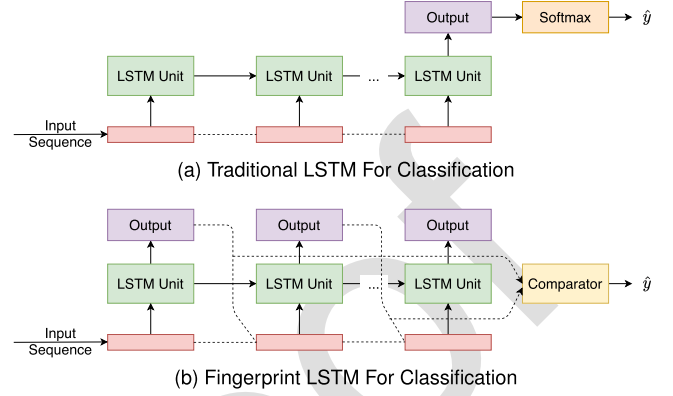 Output
Softmax
ŷ
LSTM Unit
LSTM Unit
...
LSTM Unit
Input
Sequence
(a) Traditional LSTM For Classification
Output
Output
Output
LSTM Unit
LSTM Unit
...
LSTM Unit
Comparator
ŷ
Input
Sequence
(b) Fingerprint LSTM For Classification